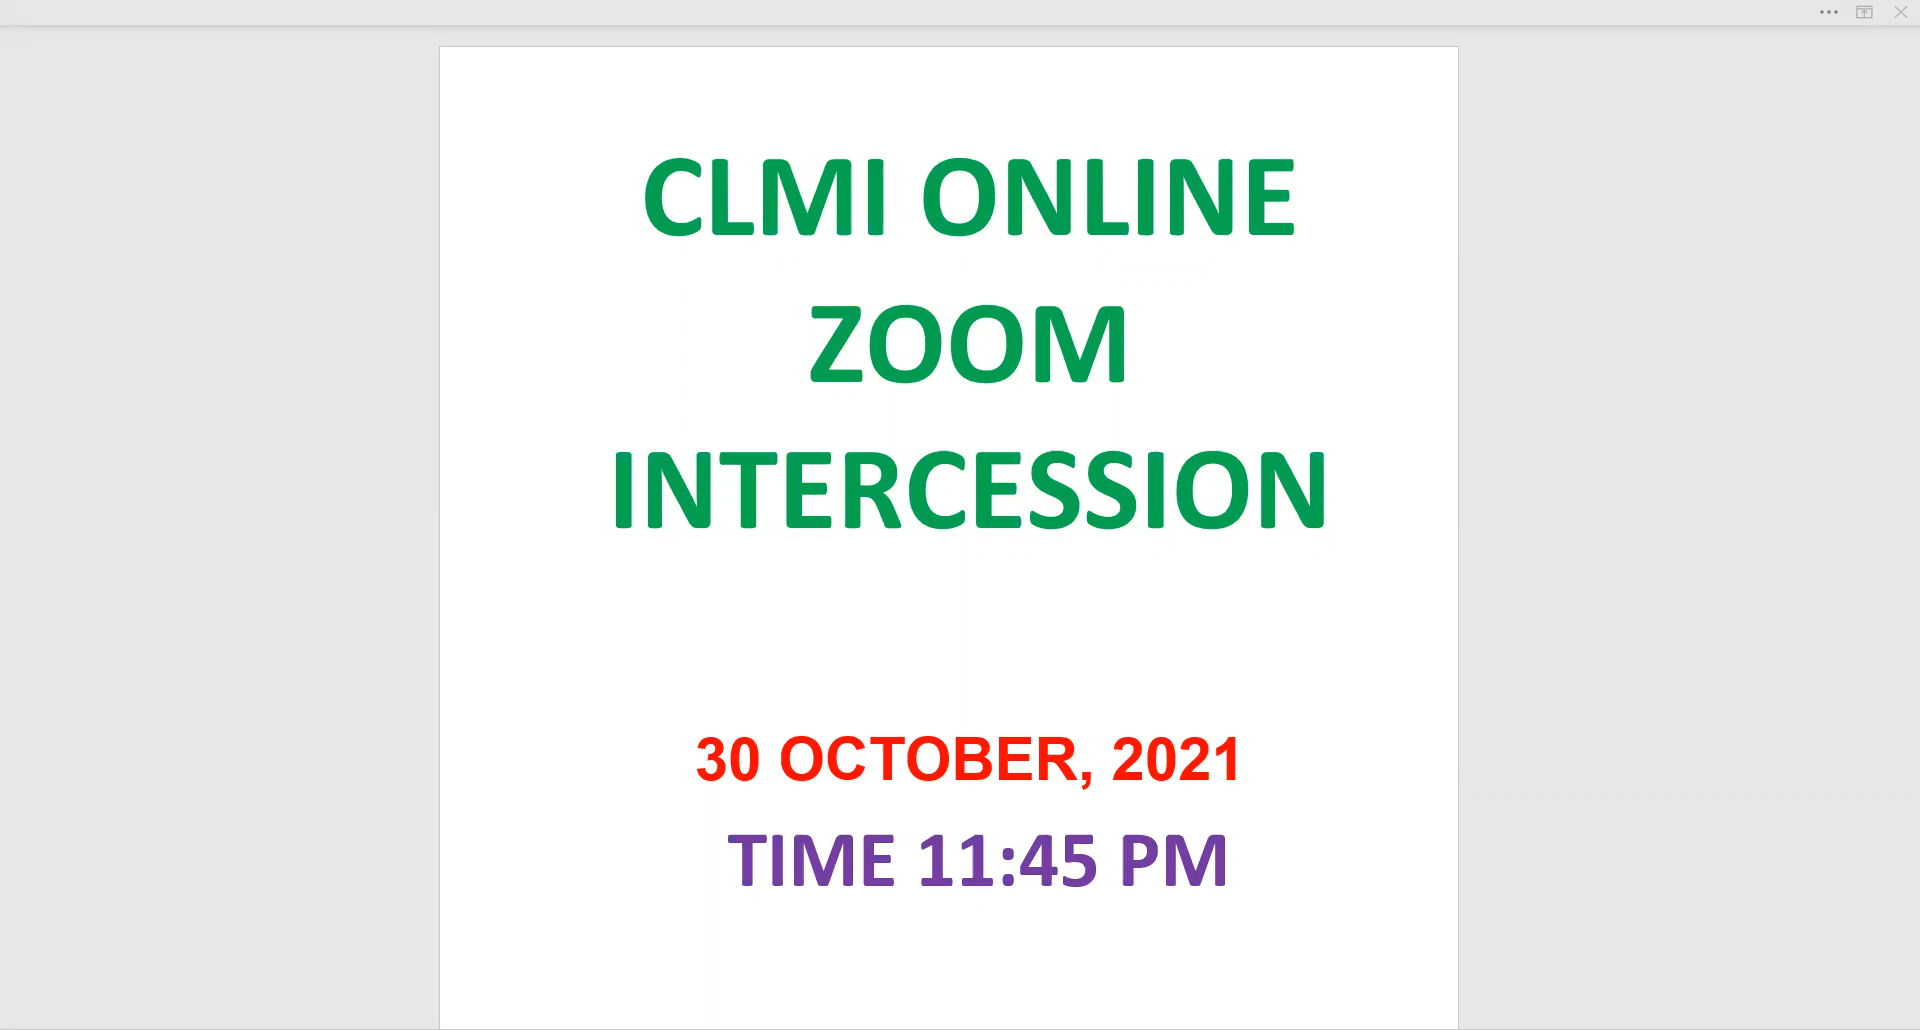 CLMI ONLINE
ZOOM
INTERCESSION
30 OCTOBER, 2021
TIME 11:45 PM